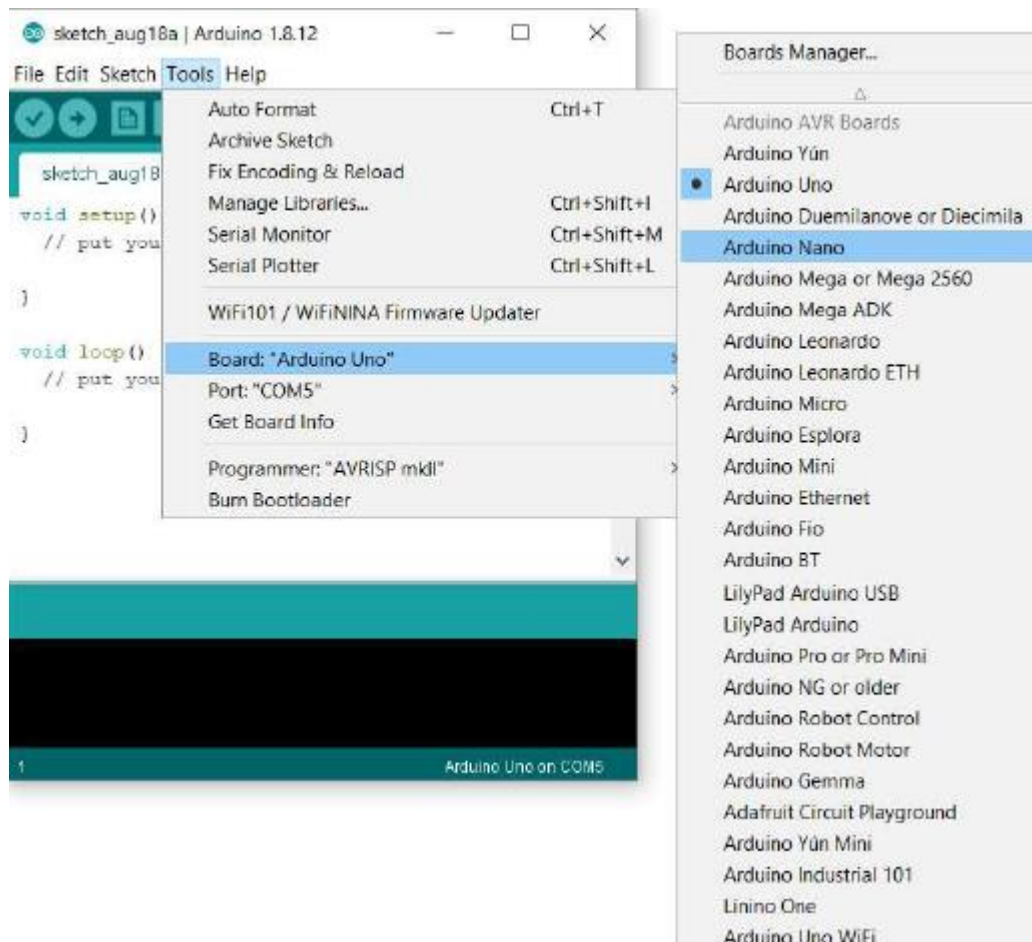 sketch_aug18a | Arduino 1.8.12
File Edit Sketch Tools Help
sketch_aug18
void setup()
// put you
}
void loop()
// put you
}
1
Arduino Uno on COM5
Auto Format Ctrl+T
Archive Sketch
Fix Encoding & Reload
Manage Libraries... Ctrl+Shift+I
Serial Monitor Ctrl+Shift+M
Serial Plotter Ctrl+Shift+L
WiFi101 / WiFiNINA Firmware Updater
Board: "Arduino Uno"
Port: "COM5"
Get Board Info
Programmer: "AVRISP mkII"
Burn Bootloader
Boards Manager...
Arduino AVR Boards
Arduino Yún
Arduino Uno
Arduino Duemilanove or Diecimila
Arduino Nano
Arduino Mega or Mega 2560
Arduino Mega ADK
Arduino Leonardo
Arduino Leonardo ETH
Arduino Micro
Arduino Esplora
Arduino Mini
Arduino Ethernet
Arduino Fio
Arduino BT
LilyPad Arduino USB
LilyPad Arduino
Arduino Pro or Pro Mini
Arduino NG or older
Arduino Robot Control
Arduino Robot Motor
Arduino Gemma
Adafruit Circuit Playground
Arduino Yún Mini
Arduino Industrial 101
Linino One
Arduino Uno WiFi